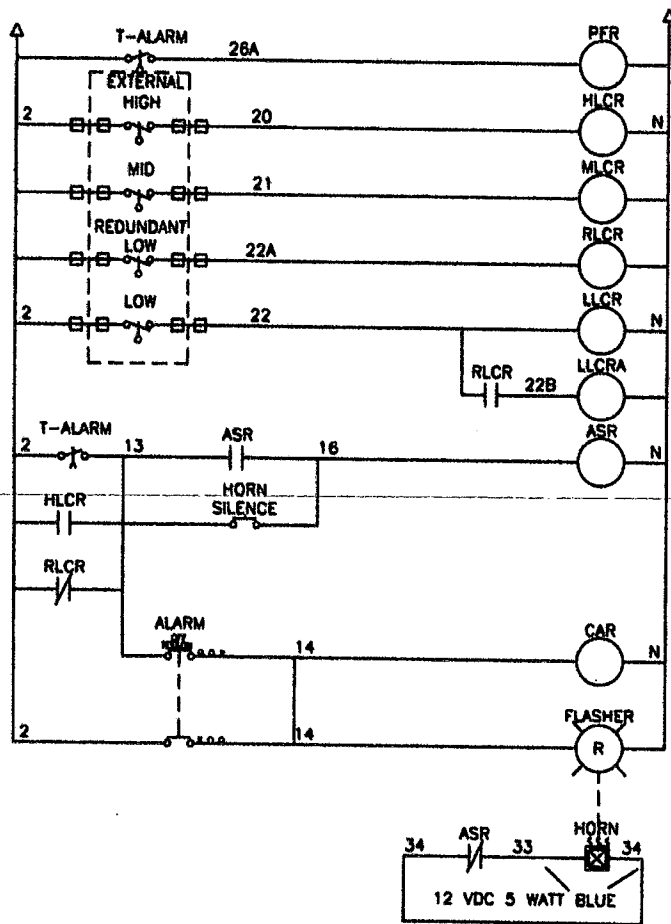 T-ALARM
26A
PFR
EXTERNAL
HIGH
2
20
HLCR
N
MID
21
MLCR
REDUNDANT
LOW
22A
RLCR
LOW
2
22
LLCR
N
RLCR
22B
LLCRA
T-ALARM
2
13
ASR
16
ASR
N
HLCR
HORN
SILENCE
RLCR
ALARM
14
CAR
N
2
14
FLASHER
R
34
ASR
33
HORN
34
12 VDC 5 WATT BLUE